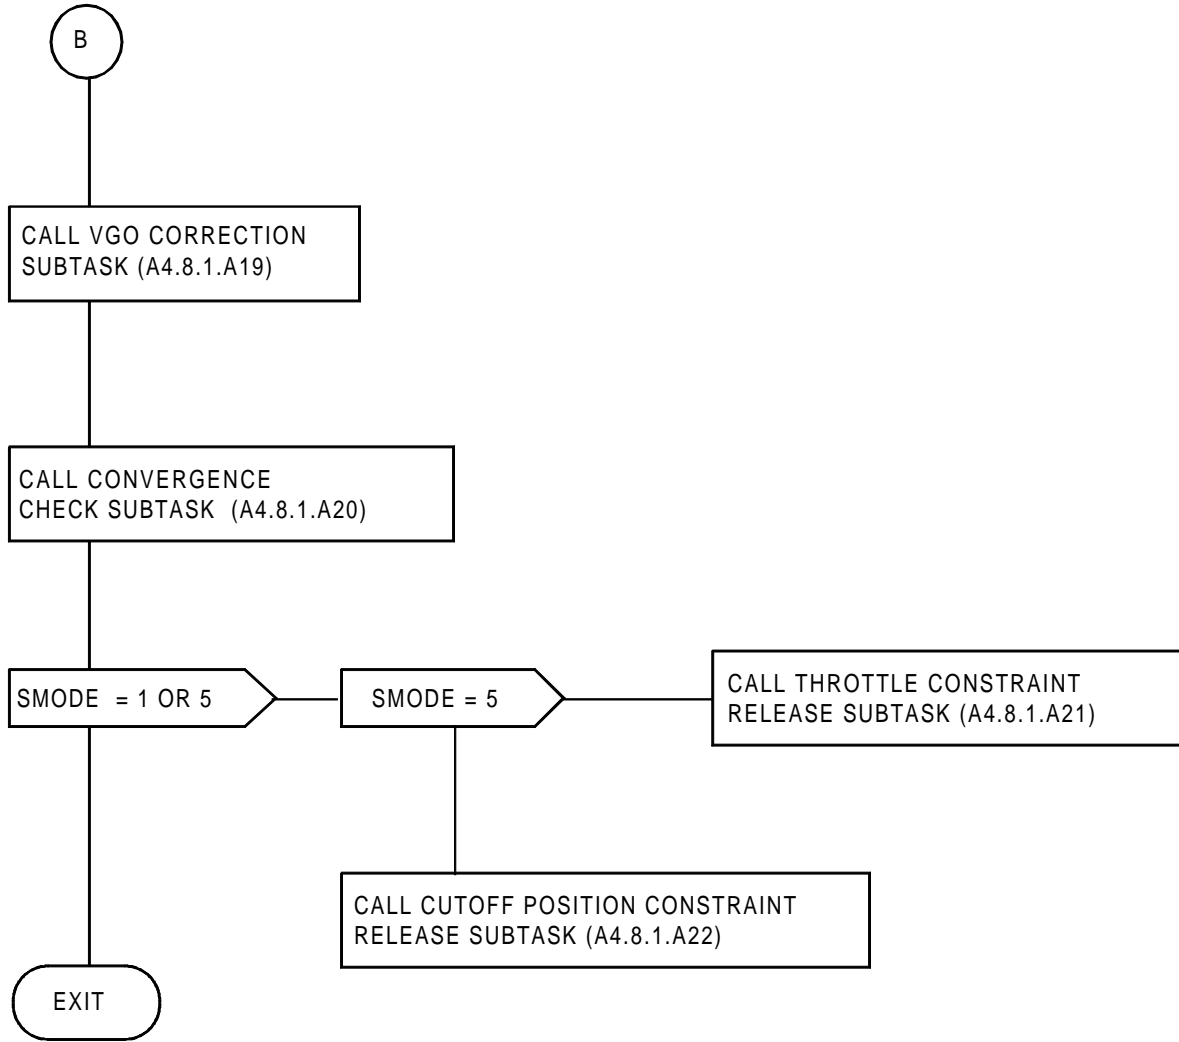 B
CALL VGO CORRECTION
SUBTASK (A4.8.1.A19)
CALL CONVERGENCE
CHECK SUBTASK (A4.8.1.A20)
SMODE = 1 OR 5
SMODE = 5
CALL THROTTLE CONSTRAINT
RELEASE SUBTASK (A4.8.1.A21)
CALL CUTOFF POSITION CONSTRAINT
RELEASE SUBTASK (A4.8.1.A22)
EXIT